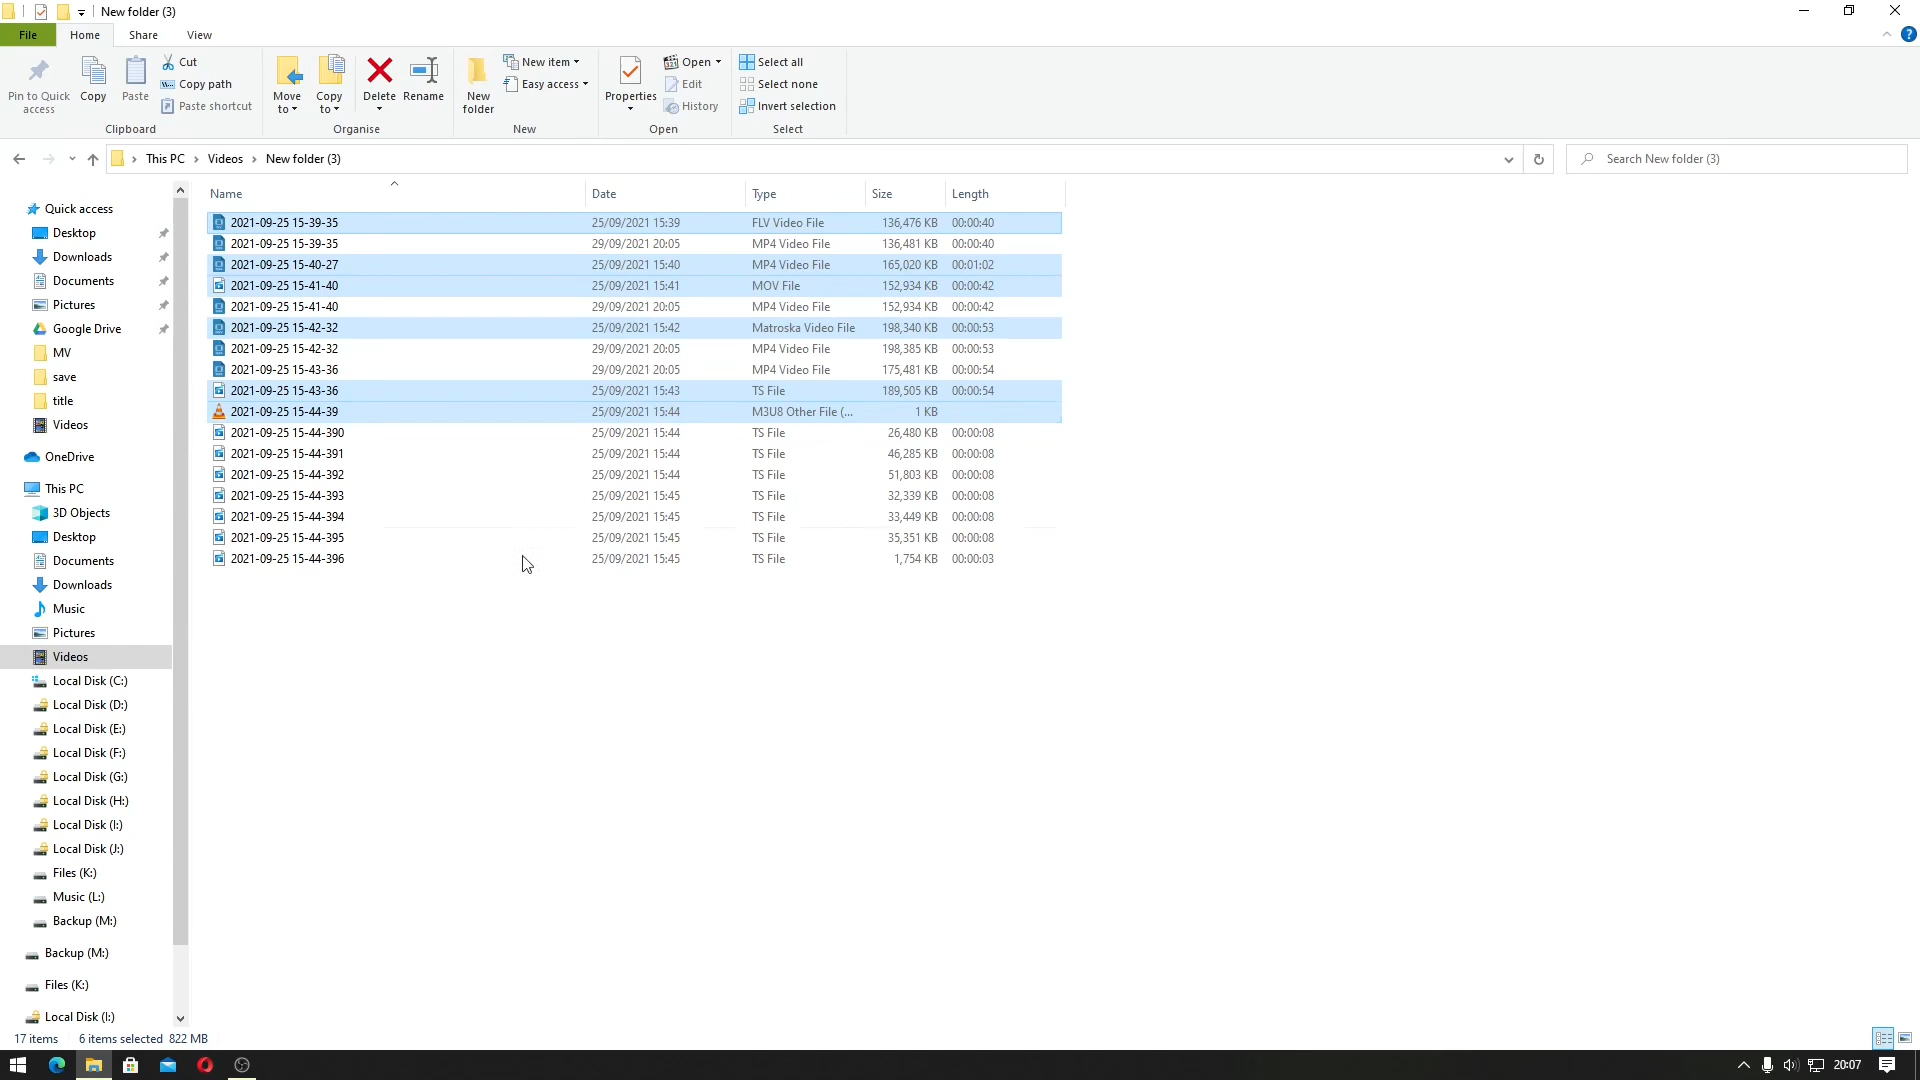 New folder (3)
File Home Share View
Pin to Quick access
Copy
Paste
Cut
Copy path
Paste shortcut
Clipboard
Move to
Copy to
Delete
Rename
Organise
New folder
New item
Easy access
New
Properties
Open
Edit
History
Open
Select all
Select none
Invert selection
Select
This PC Videos New folder (3)
Search New folder (3)
Quick access
Desktop
Downloads
Documents
Pictures
Google Drive
MV
save
title
Videos
OneDrive
This PC
3D Objects
Desktop
Documents
Downloads
Music
Pictures
Videos
Local Disk (C:)
Local Disk (D:)
Local Disk (E:)
Local Disk (F:)
Local Disk (G:)
Local Disk (H:)
Local Disk (I:)
Local Disk (J:)
Files (K:)
Music (L:)
Backup (M:)
Backup (M:)
Files (K:)
Local Disk (I:)
Name Date Type Size Length
2021-09-25 15-39-35 25/09/2021 15:39 FLV Video File 136,476 KB 00:00:40
2021-09-25 15-39-35 29/09/2021 20:05 MP4 Video File 136,481 KB 00:00:40
2021-09-25 15-40-27 25/09/2021 15:40 MP4 Video File 165,020 KB 00:01:02
2021-09-25 15-41-40 25/09/2021 15:41 MOV File 152,934 KB 00:00:42
2021-09-25 15-41-40 29/09/2021 20:05 MP4 Video File 152,934 KB 00:00:42
2021-09-25 15-42-32 25/09/2021 15:42 Matroska Video File 198,340 KB 00:00:53
2021-09-25 15-42-32 29/09/2021 20:05 MP4 Video File 198,385 KB 00:00:53
2021-09-25 15-43-36 29/09/2021 20:05 MP4 Video File 175,481 KB 00:00:54
2021-09-25 15-43-36 25/09/2021 15:43 TS File 189,505 KB 00:00:54
2021-09-25 15-44-39 25/09/2021 15:44 M3U8 Other File (... 1 KB
2021-09-25 15-44-390 25/09/2021 15:44 TS File 26,480 KB 00:00:08
2021-09-25 15-44-391 25/09/2021 15:44 TS File 46,285 KB 00:00:08
2021-09-25 15-44-392 25/09/2021 15:44 TS File 51,803 KB 00:00:08
2021-09-25 15-44-393 25/09/2021 15:45 TS File 32,339 KB 00:00:08
2021-09-25 15-44-394 25/09/2021 15:45 TS File 33,449 KB 00:00:08
2021-09-25 15-44-395 25/09/2021 15:45 TS File 35,351 KB 00:00:08
2021-09-25 15-44-396 25/09/2021 15:45 TS File 1,754 KB 00:00:03
17 items 6 items selected 822 MB
20:07